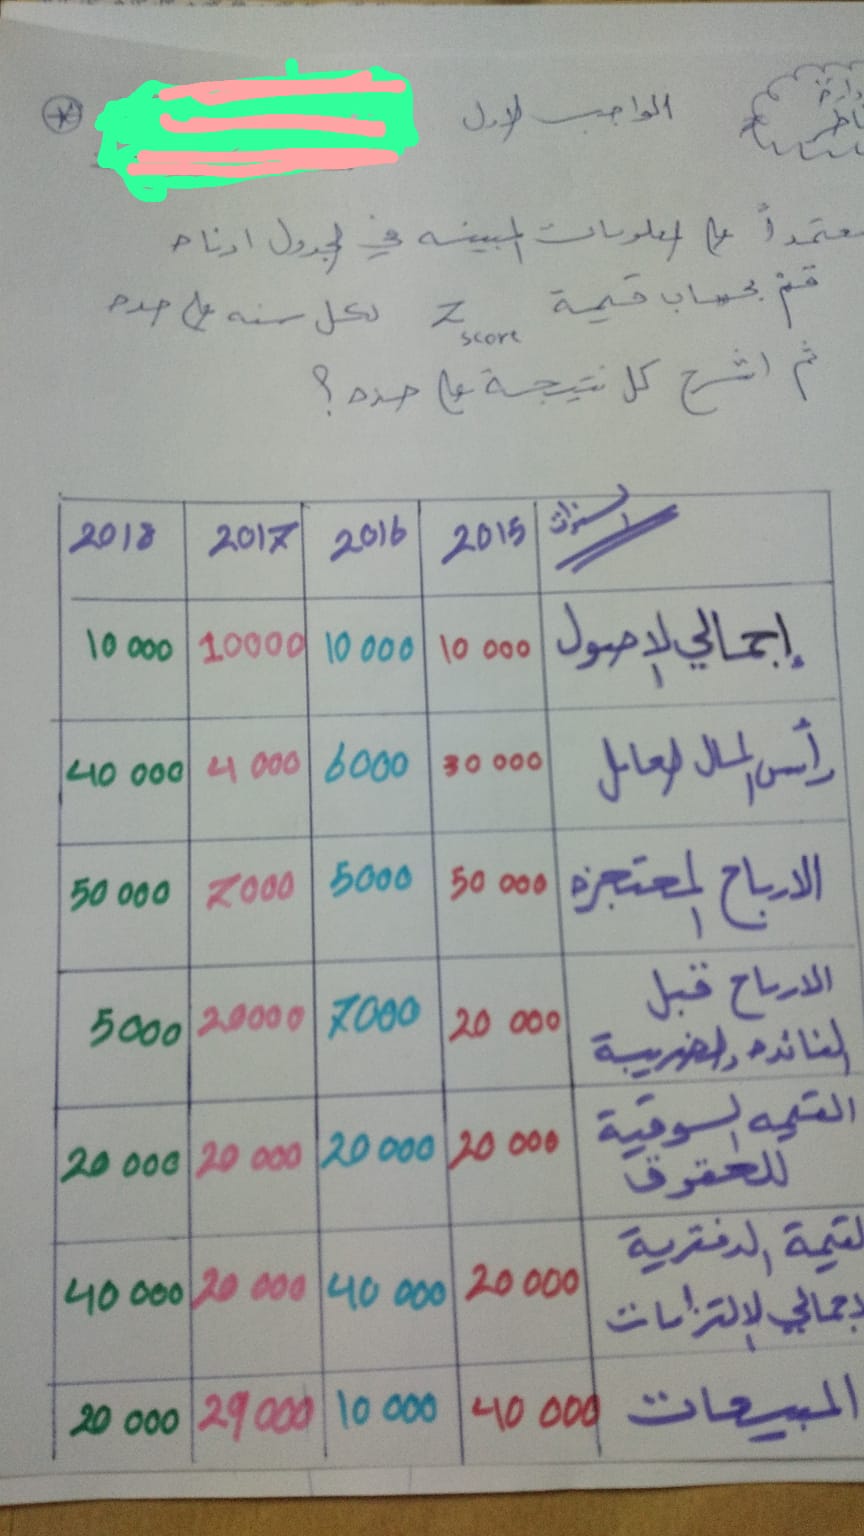 الواجب الاول
معتمداً على المعلومات المبينه في الجدول ادناه
قم بحساب قيمة Z score لكل سنه على حده
ثم اشرح كل نتيجة على حده؟
السنوات 2015 2016 2017 2018
إجمالي الاصول 10 000 10 000 10000 10 000
رأس المال العامل 30 000 6000 4 000 40 000
الارباح المحتجزه 50 000 5000 7000 50 000
الارباح قبل
الفائده والضريبة 20 000 7000 20000 5000
القيمه السوقية
للحقوق 20 000 20 000 20 000 20 000
القيمة الدفترية
لاجمالي الالتزامات 20 000 40 000 20 000 40 000
المبيعات 40 000 10 000 29 000 20 000